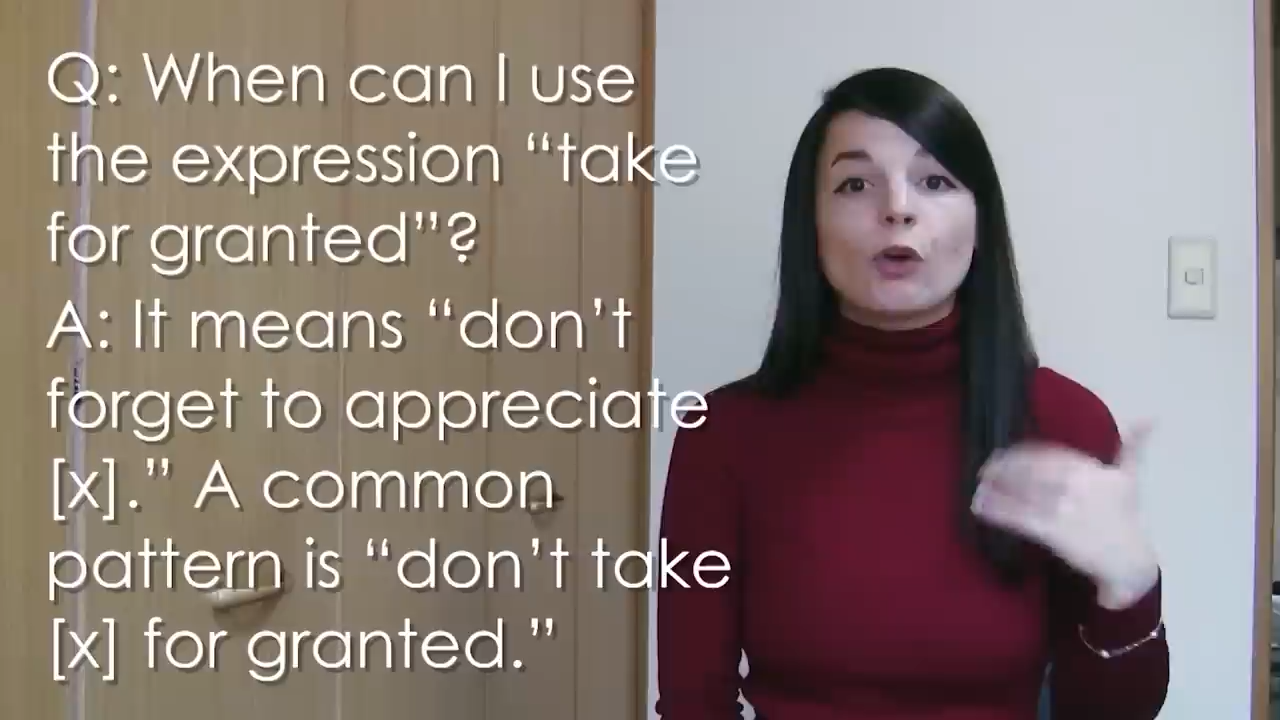 Q: When can I use
the expression “take
for granted”?
A: It means “don’t
forget to appreciate
[x].” A common
pattern is “don’t take
[x] for granted.”